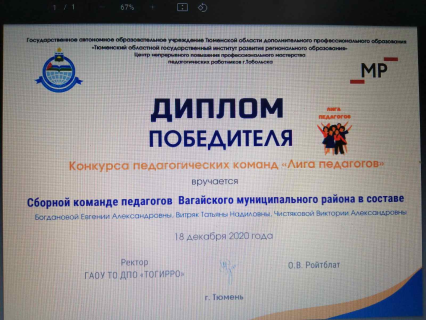 1 / 1 67%
Государственное автономное образовательное учреждение Тюменской области дополнительного профессионального образования
«Тюменский областной государственный институт развития регионального образования»
Центр непрерывного повышения профессионального мастерства
педагогических работников г.Тобольска
МР
ДИПЛОМ
ПОБЕДИТЕЛЯ
ЛИГА
ПЕДАГОГОВ
Конкурса педагогических команд «Лига педагогов»
вручается
Сборной команде педагогов Вагайского муниципального района в составе
Богдановой Евгении Александровны, Витряк Татьяны Надиловны, Чистяковой Виктории Александровны
18 декабря 2020 года
Ректор О.В. Ройтблат
ГАОУ ТО ДПО «ТОГИРРО»
г. Тюмень